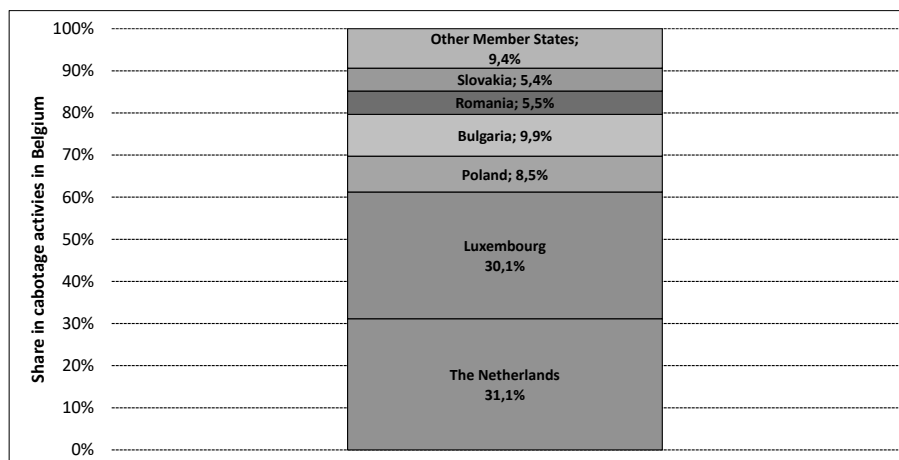 Share in cabotage activies in Belgium
100%
90%
80%
70%
60%
50%
40%
30%
20%
10%
0%
Other Member States;
9,4%
Slovakia; 5,4%
Romania; 5,5%
Bulgaria; 9,9%
Poland; 8,5%
Luxembourg
30,1%
The Netherlands
31,1%